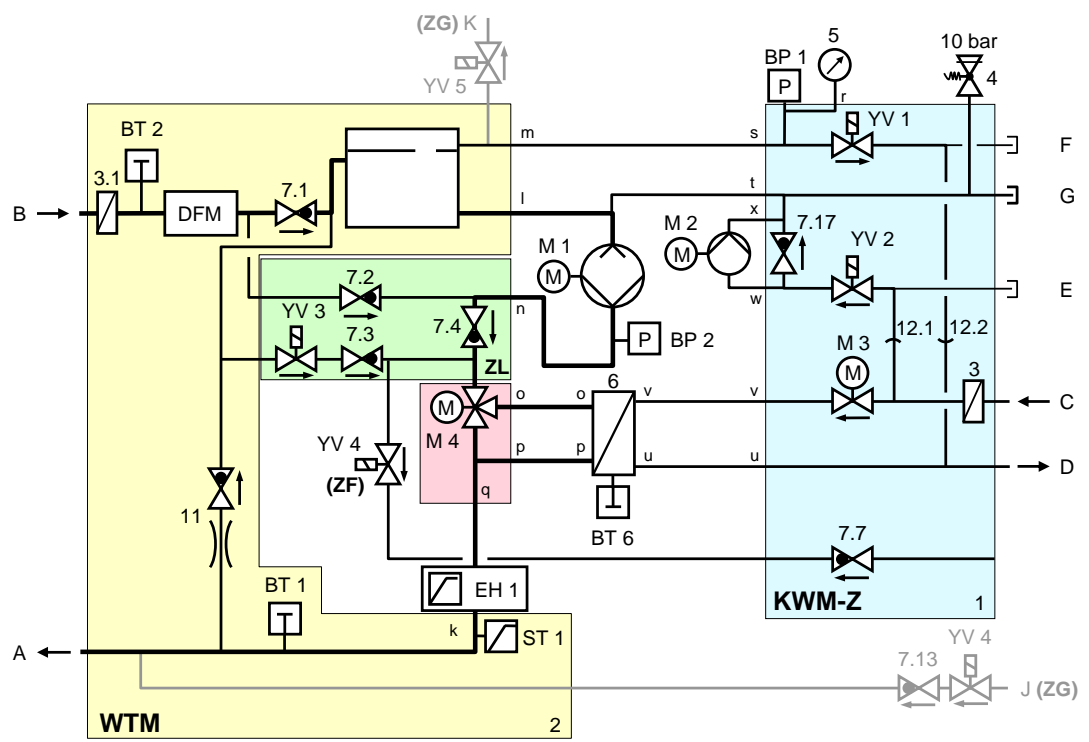 (ZG) K
YV 5
5
10 bar
BP 1
P
4
r
BT 2
m
s
YV 1
F
3.1
7.1
B
DFM
l
t
G
x
M 1
M 2
7.17
YV 2
M
M
7.2
w
E
YV 3
n
7.3
7.4
P
BP 2
12.1
12.2
M 3
ZL
6
M
3
M
o
o
v
v
C
M 4
YV 4
(ZF)
p
p
u
u
D
q
11
BT 6
7.7
BT 1
EH 1
KWM-Z
1
k
ST 1
A
YV 4
7.13
J (ZG)
WTM
2